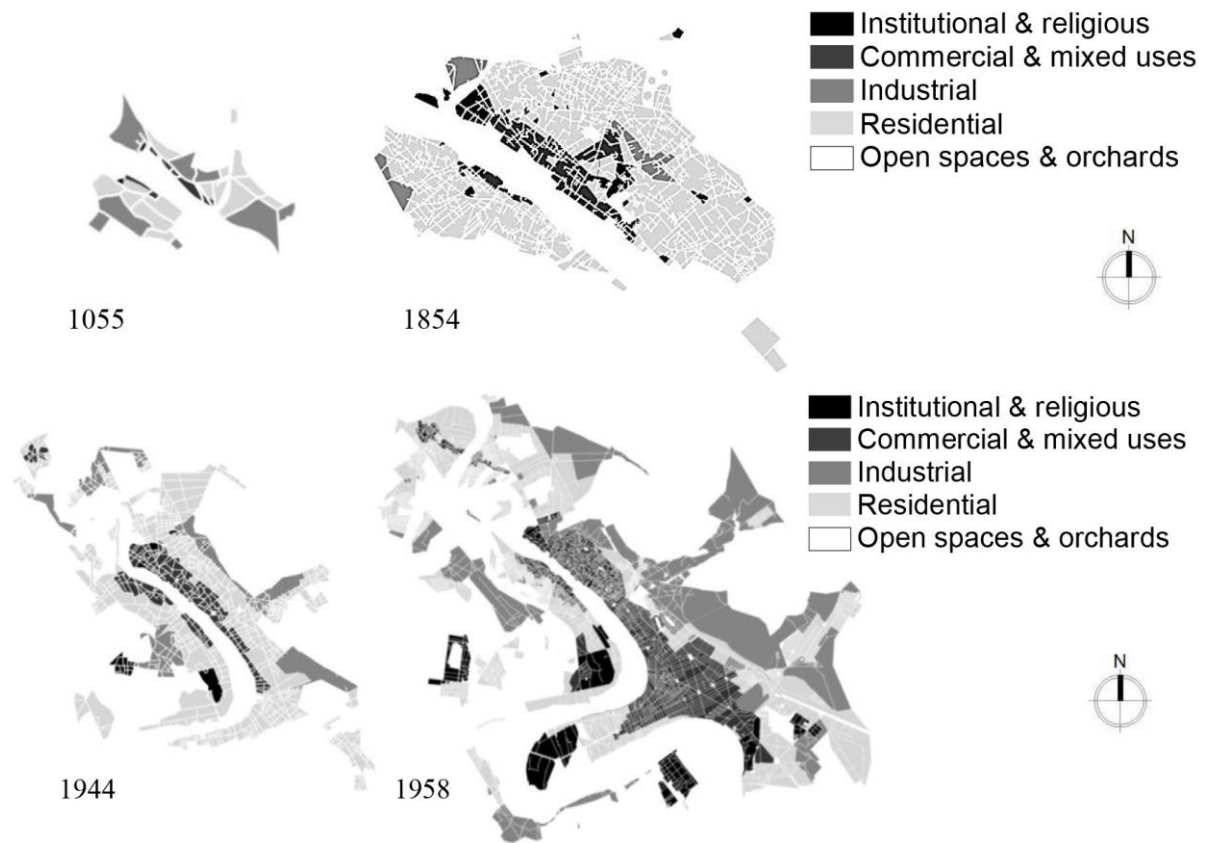 Institutional & religious
Commercial & mixed uses
Industrial
Residential
Open spaces & orchards
N
1055
1854
Institutional & religious
Commercial & mixed uses
Industrial
Residential
Open spaces & orchards
N
1944
1958